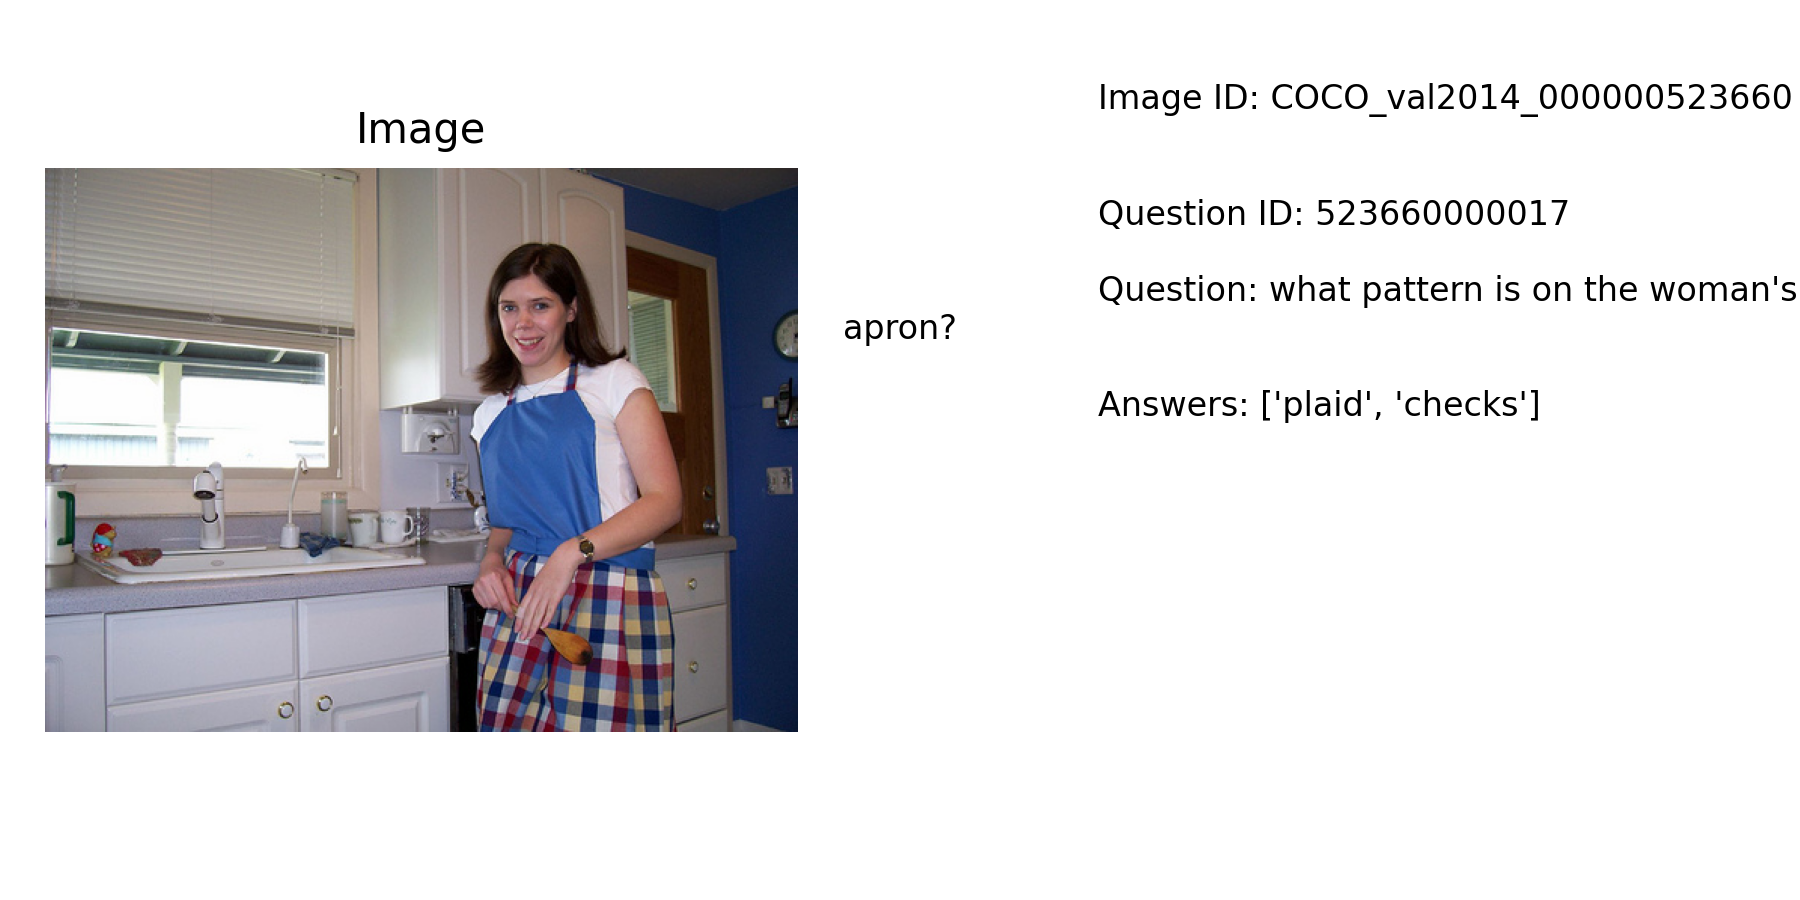 Image
Image ID: COCO_val2014_000000523660
Question ID: 523660000017
Question: what pattern is on the woman's
apron?
Answers: ['plaid', 'checks']